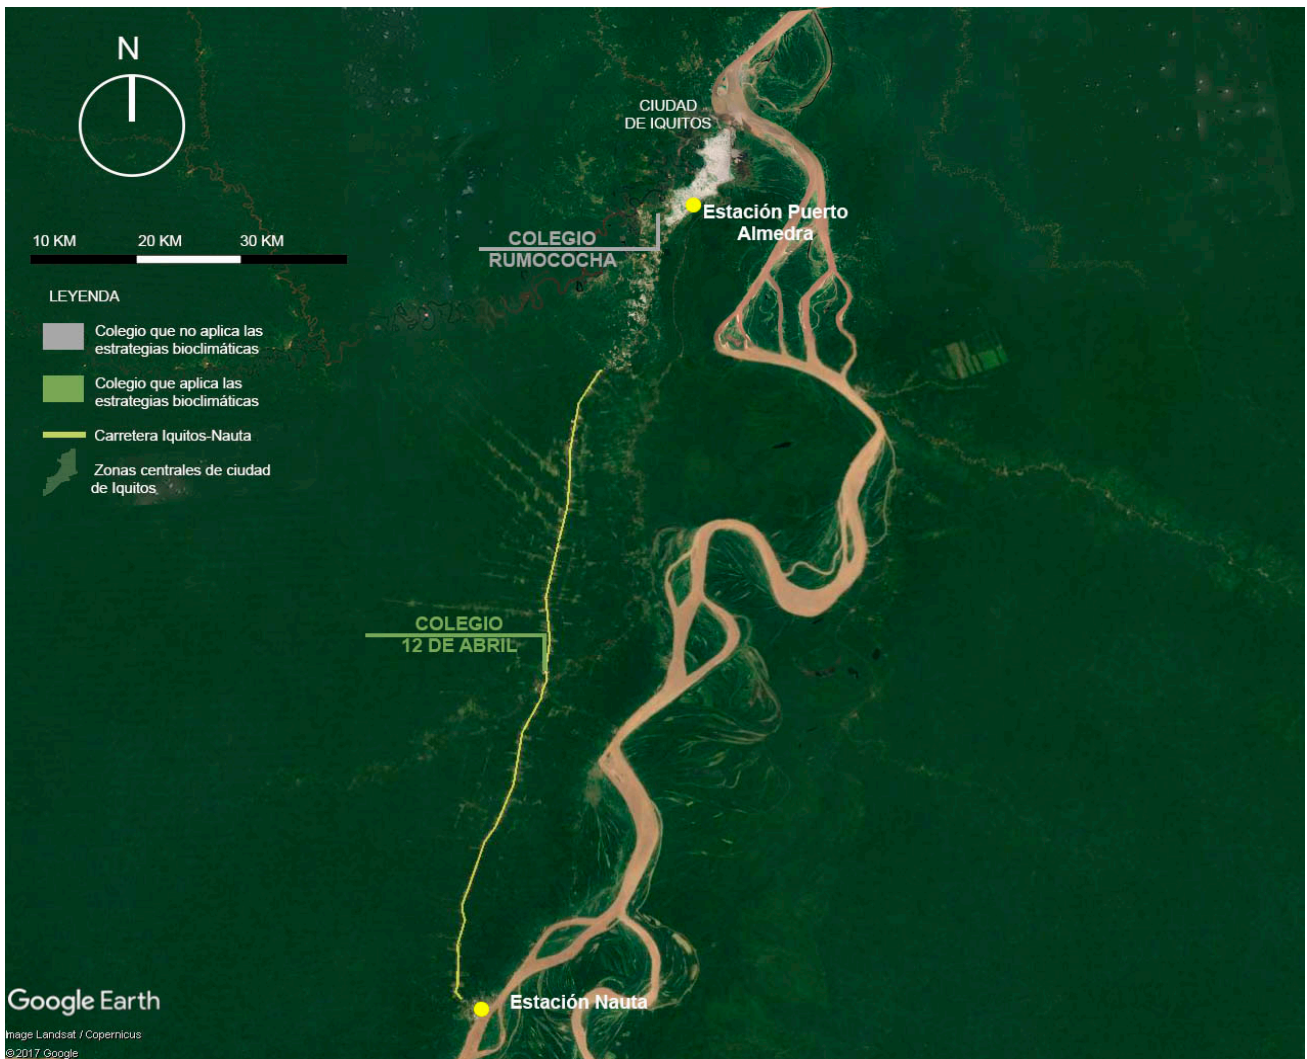 N
CIUDAD
DE IQUITOS
Estación Puerto
Almedra
COLEGIO
RUMOCOCHA
10 KM 20 KM 30 KM
LEYENDA
Colegio que no aplica las
estrategias bioclimáticas
Colegio que aplica las
estrategias bioclimáticas
Carretera Iquitos-Nauta
Zonas centrales de ciudad
de Iquitos
COLEGIO
12 DE ABRIL
Estación Nauta
Google Earth
mage Landsat / Copernicus
©2017 Google